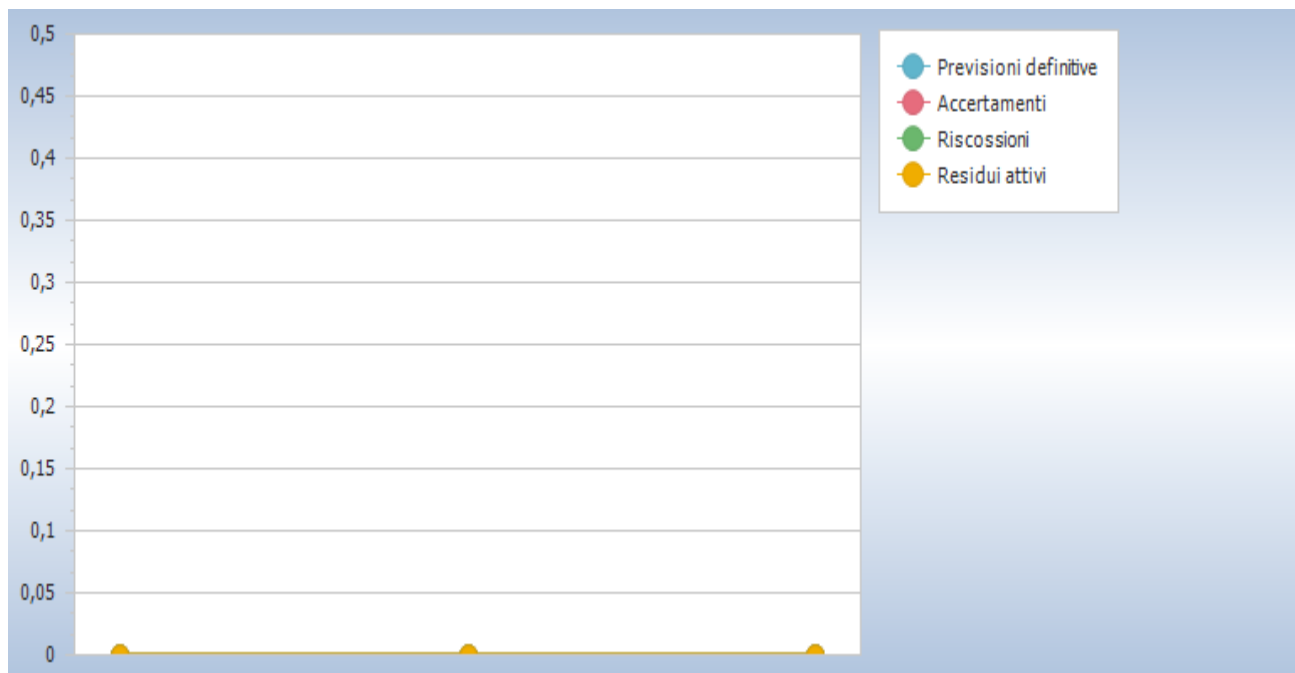 0,5
0,45
0,4
0,35
0,3
0,25
0,2
0,15
0,1
0,05
0
Previsioni definitive
Accertamenti
Riscossioni
Residui attivi